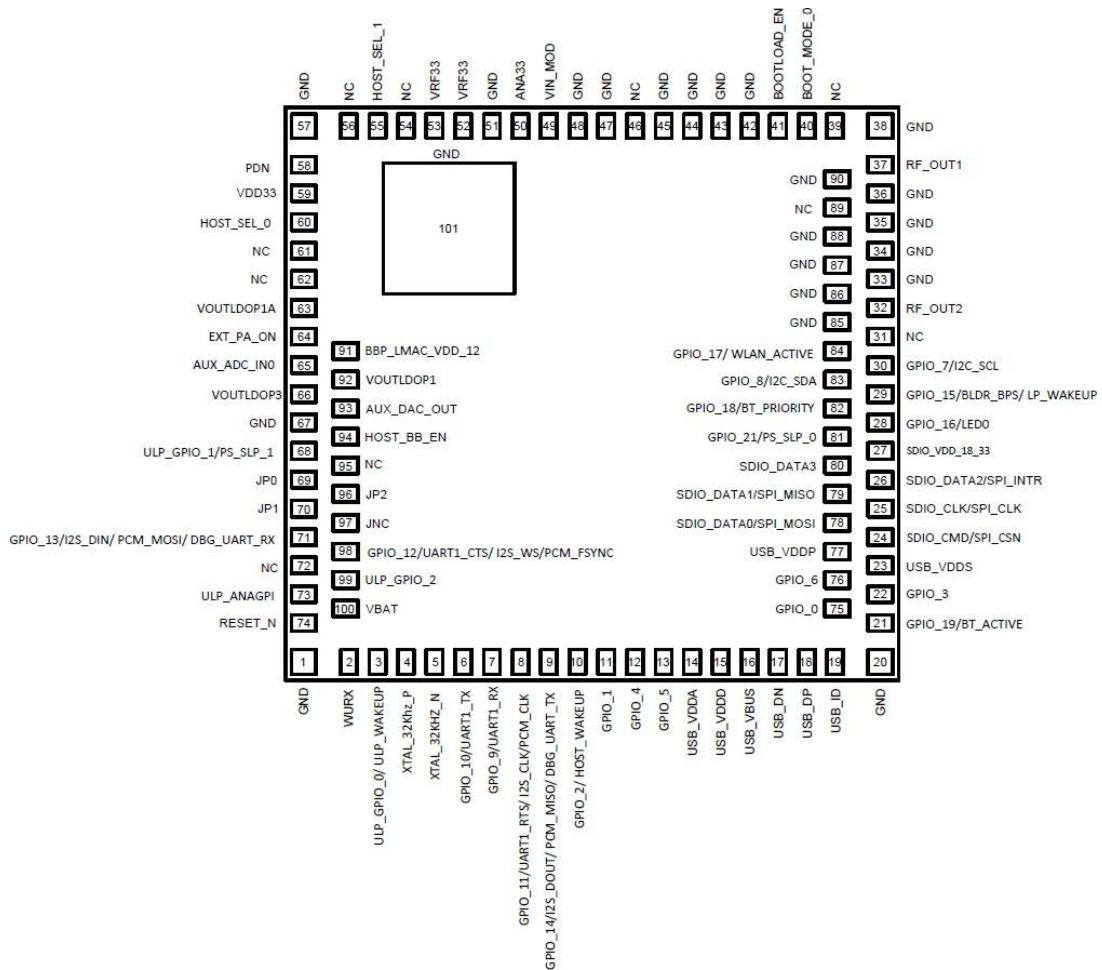 GND
NC
HOST_SEL_1
NC
VRF33
VRF33
GND
ANA33
VIN_MOD
GND
GND
NC
GND
GND
GND
GND
BOOTLOAD_EN
BOOT_MODE_0
NC
57 56 55 54 53 52 51 50 49 48 47 46 45 44 43 42 41 40 39 38 GND
GND
101
PDN 58
VDD33 59
HOST_SEL_0 60
NC 61
NC 62
VOUTLDOP1A 63
EXT_PA_ON 64
AUX_ADC_IN0 65
VOUTLDOP3 66
GND 67
ULP_GPIO_1/PS_SLP_1 68
JP0 69
JP1 70
GPIO_13/I2S_DIN/ PCM_MOSI/ DBG_UART_RX 71
NC 72
ULP_ANAGPI 73
RESET_N 74
91 BBP_LMAC_VDD_12
92 VOUTLDOP1
93 AUX_DAC_OUT
94 HOST_BB_EN
95 NC
96 JP2
97 JNC
98 GPIO_12/UART1_CTS/ I2S_WS/PCM_FSYNC
99 ULP_GPIO_2
100 VBAT
GND 90
NC 89
GND 88
GND 87
GND 86
GND 85
GPIO_17/ WLAN_ACTIVE 84
GPIO_8/I2C_SDA 83
GPIO_18/BT_PRIORITY 82
GPIO_21/PS_SLP_0 81
SDIO_DATA3 80
SDIO_DATA1/SPI_MISO 79
SDIO_DATA0/SPI_MOSI 78
USB_VDDP 77
GPIO_6 76
GPIO_0 75
37 RF_OUT1
36 GND
35 GND
34 GND
33 GND
32 RF_OUT2
31 NC
30 GPIO_7/I2C_SCL
29 GPIO_15/BLDR_BPS/ LP_WAKEUP
28 GPIO_16/LED0
27 SDIO_VDD_18_33
26 SDIO_DATA2/SPI_INTR
25 SDIO_CLK/SPI_CLK
24 SDIO_CMD/SPI_CSN
23 USB_VDDS
22 GPIO_3
21 GPIO_19/BT_ACTIVE
1 2 3 4 5 6 7 8 9 10 11 12 13 14 15 16 17 18 19 20
GND
WURX
ULP_GPIO_0/ ULP_WAKEUP
XTAL_32Khz_P
XTAL_32KHZ_N
GPIO_10/UART1_TX
GPIO_9/UART1_RX
GPIO_11/UART1_RTS/ I2S_CLK/PCM_CLK
GPIO_14/I2S_DOUT/ PCM_MISO/ DBG_UART_TX
GPIO_2/ HOST_WAKEUP
GPIO_1
GPIO_4
GPIO_5
USB_VDDA
USB_VDDD
USB_VBUS
USB_DN
USB_DP
USB_ID
GND